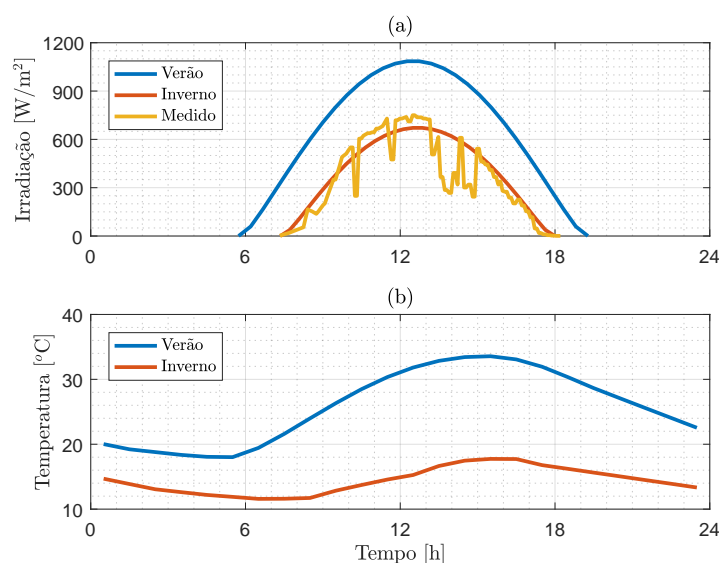 (a)
Irradiação [W/m²]
1200
900
600
300
0
Verão
Inverno
Medido
0 6 12 18 24
(b)
Temperatura [°C]
40
30
20
10
Verão
Inverno
0 6 12 18 24
Tempo [h]